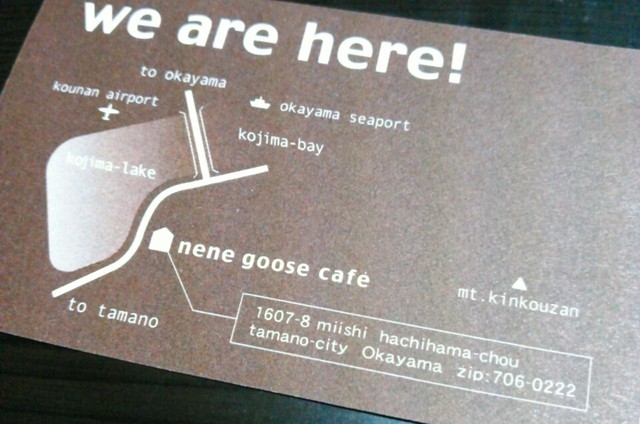 we are here!
to okayama
kounan airport
okayama seaport
kojima-bay
kojima-lake
nene goose café
mt.kinkouzan
to tamano
1607-8 miishi hachihama-chou
tamano-city Okayama zip:706-0222